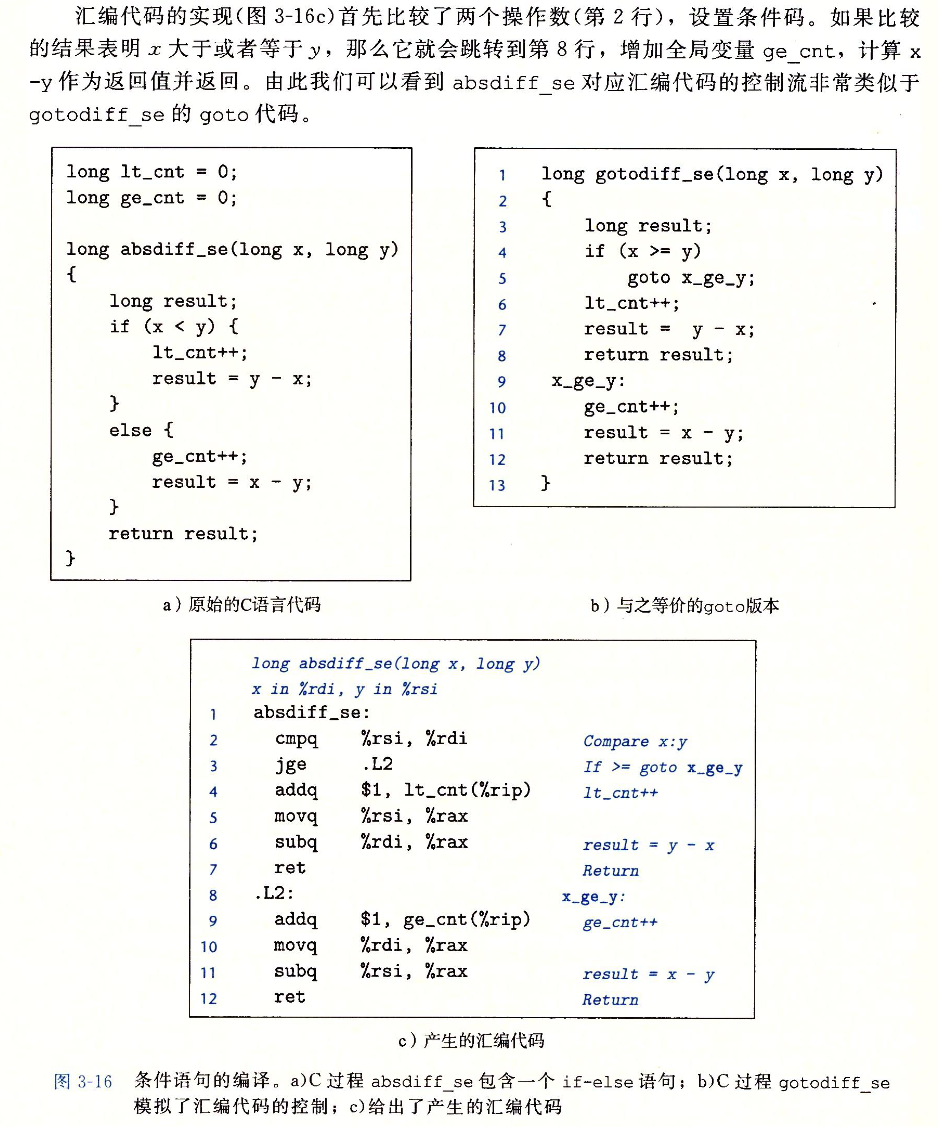 汇编代码的实现(图 3-16c)首先比较了两个操作数(第 2 行)，设置条件码。如果比较
的结果表明 x 大于或者等于 y，那么它就会跳转到第 8 行，增加全局变量 ge_cnt，计算 x
-y 作为返回值并返回。由此我们可以看到 absdiff_se 对应汇编代码的控制流非常类似于
gotodiff_se 的 goto 代码。
long lt_cnt = 0;
long ge_cnt = 0;
long absdiff_se(long x, long y)
{
    long result;
    if (x < y) {
        lt_cnt++;
        result = y - x;
    }
    else {
        ge_cnt++;
        result = x - y;
    }
    return result;
}
a）原始的C语言代码
1 long gotodiff_se(long x, long y)
2 {
3     long result;
4     if (x >= y)
5         goto x_ge_y;
6     lt_cnt++;
7     result =  y - x;
8     return result;
9  x_ge_y:
10     ge_cnt++;
11     result = x - y;
12     return result;
13 }
b）与之等价的goto版本
long absdiff_se(long x, long y)
x in %rdi, y in %rsi
1 absdiff_se:
2   cmpq    %rsi, %rdi    Compare x:y
3   jge     .L2    If >= goto x_ge_y
4   addq    $1, lt_cnt(%rip)    lt_cnt++
5   movq    %rsi, %rax
6   subq    %rdi, %rax    result = y - x
7   ret    Return
8 .L2:    x_ge_y:
9   addq    $1, ge_cnt(%rip)    ge_cnt++
10   movq    %rdi, %rax
11   subq    %rsi, %rax    result = x - y
12   ret    Return
c）产生的汇编代码
图 3-16 条件语句的编译。a)C 过程 absdiff_se 包含一个 if-else 语句；b)C 过程 gotodiff_se
模拟了汇编代码的控制；c)给出了产生的汇编代码